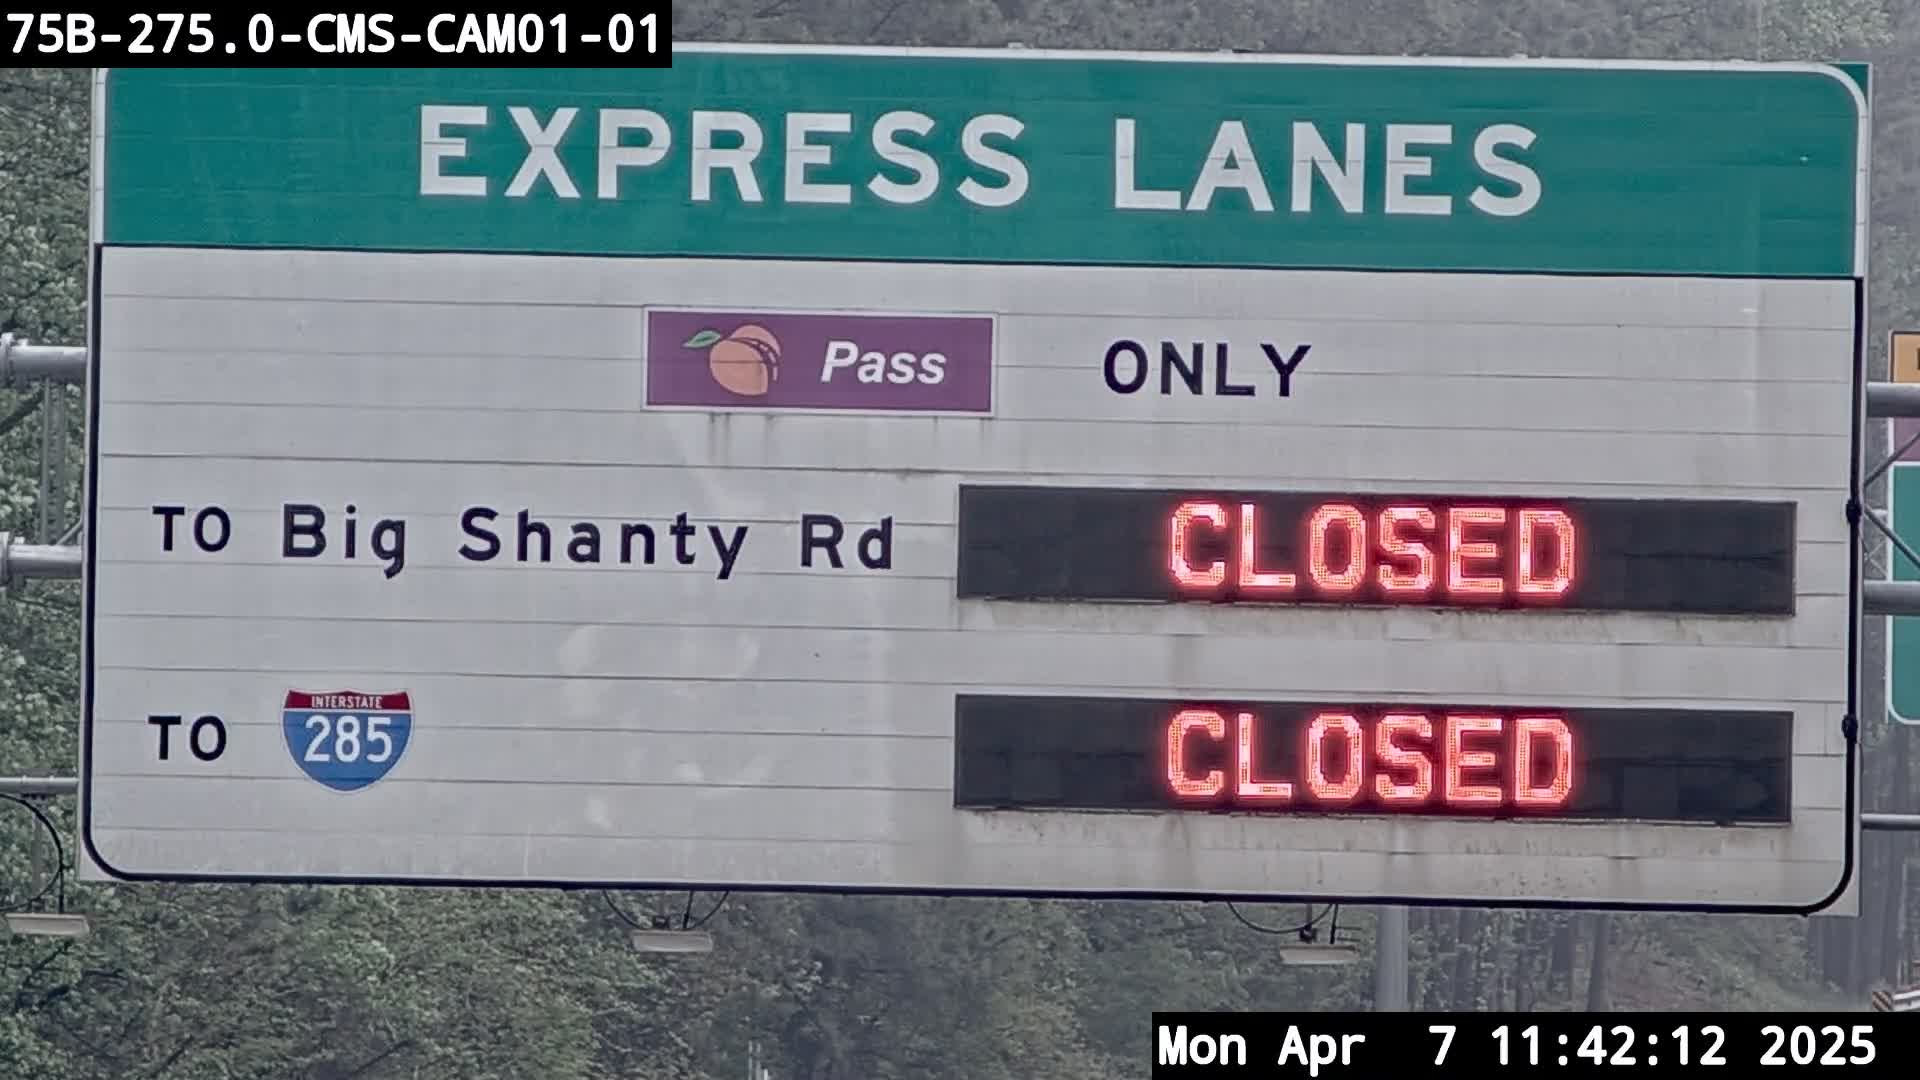 75B-275.0-CMS-CAM01-01
EXPRESS LANES
Pass ONLY
TO Big Shanty Rd CLOSED
TO INTERSTATE 285 CLOSED
Mon Apr 7 11:42:12 2025